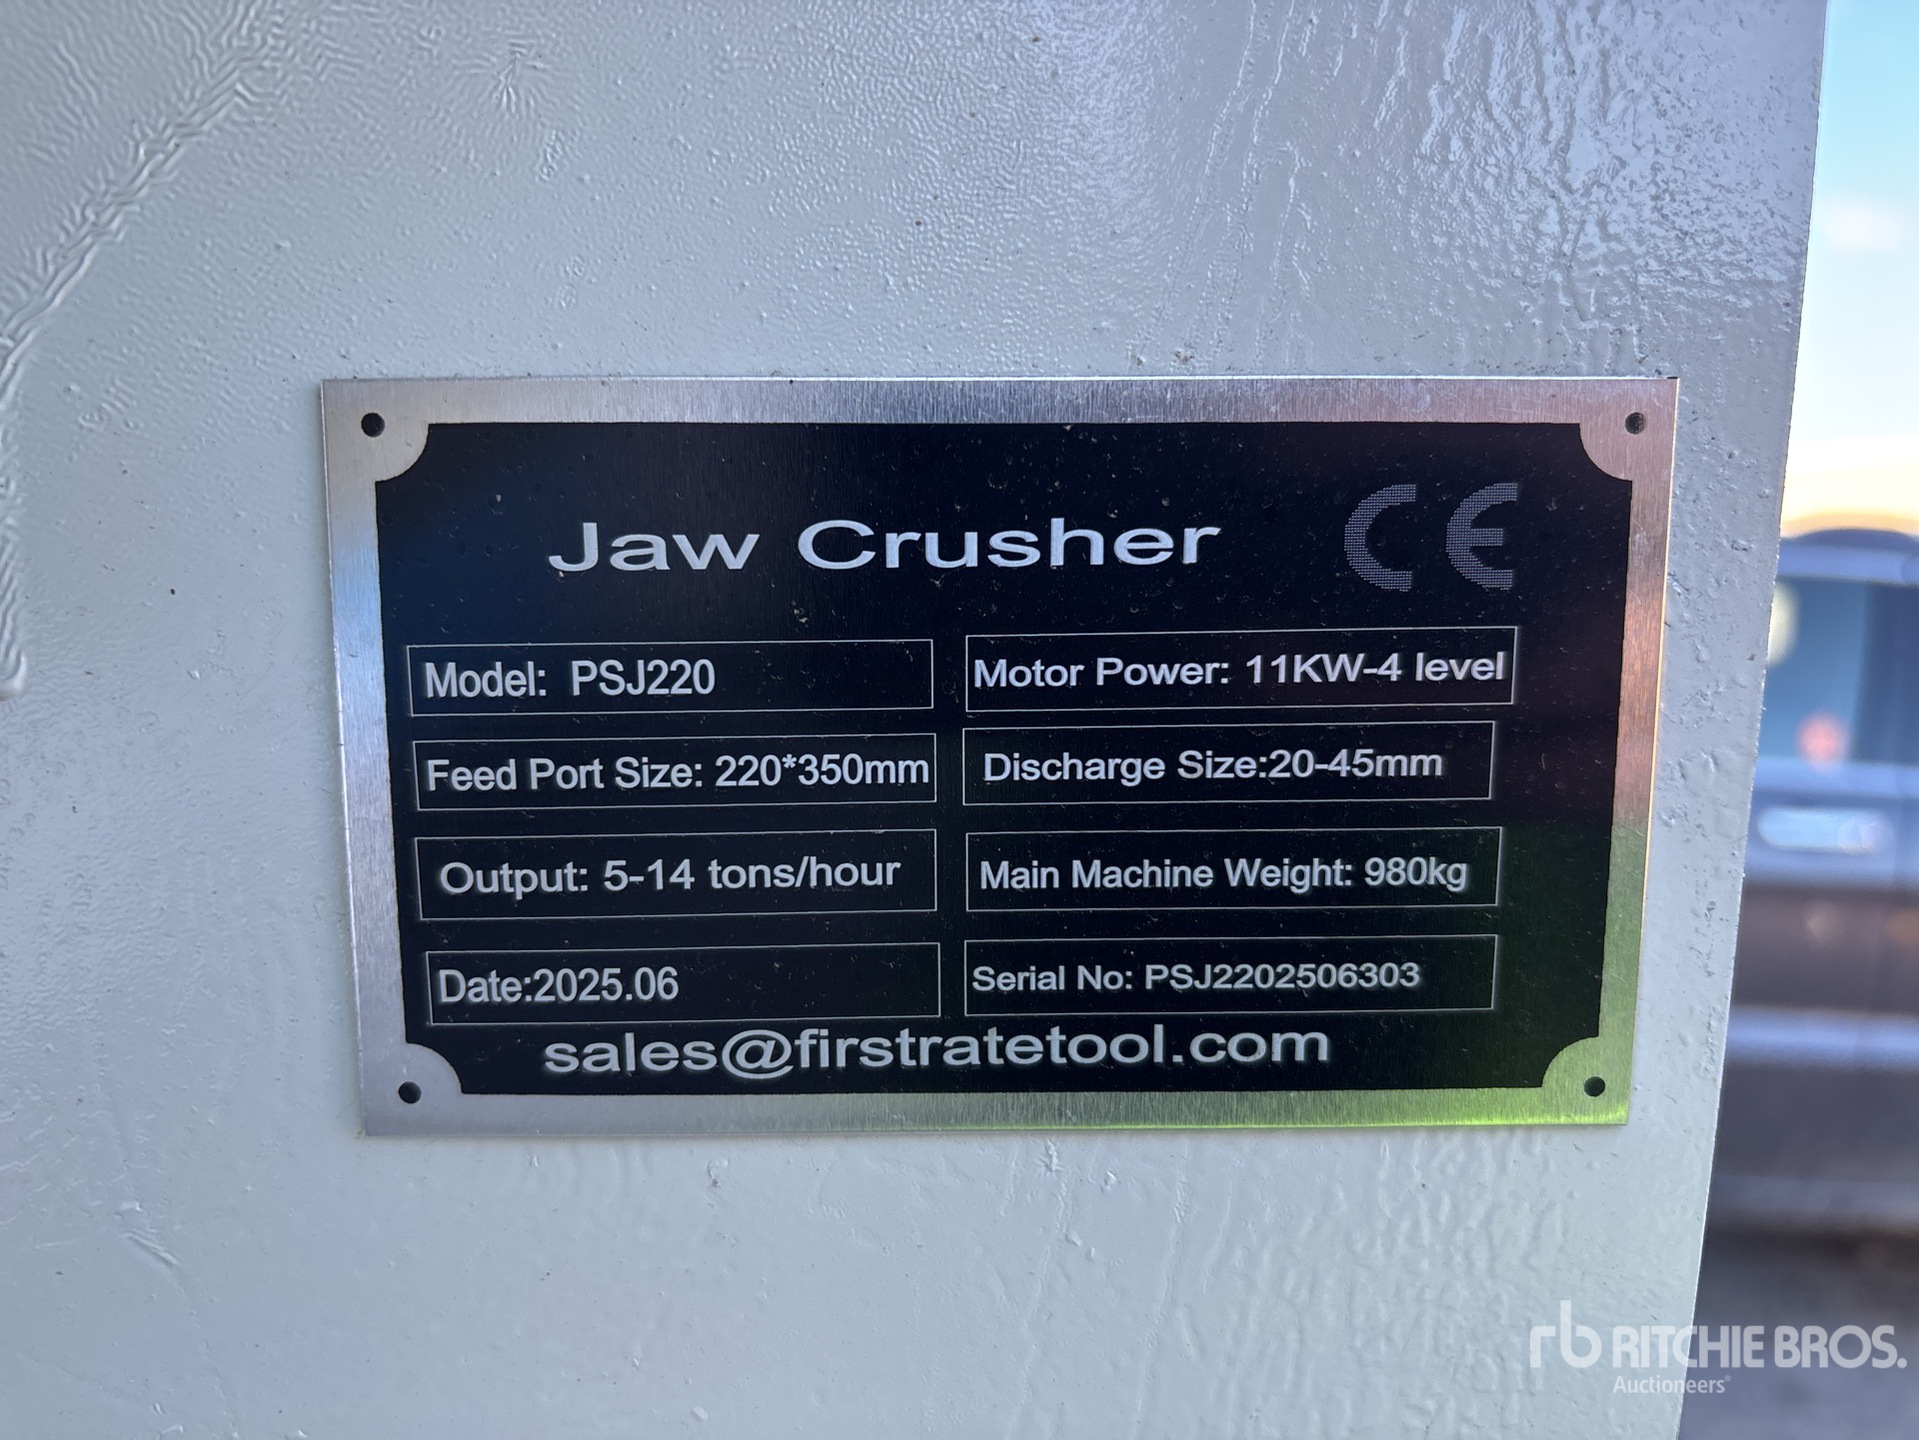 Jaw Crusher CE
Model: PSJ220
Motor Power: 11KW-4 level
Feed Port Size: 220*350mm
Discharge Size:20-45mm
Output: 5-14 tons/hour
Main Machine Weight: 980kg
Date:2025.06
Serial No: PSJ2202506303
sales@firstratetool.com
rb RITCHIE BROS.
Auctioneers